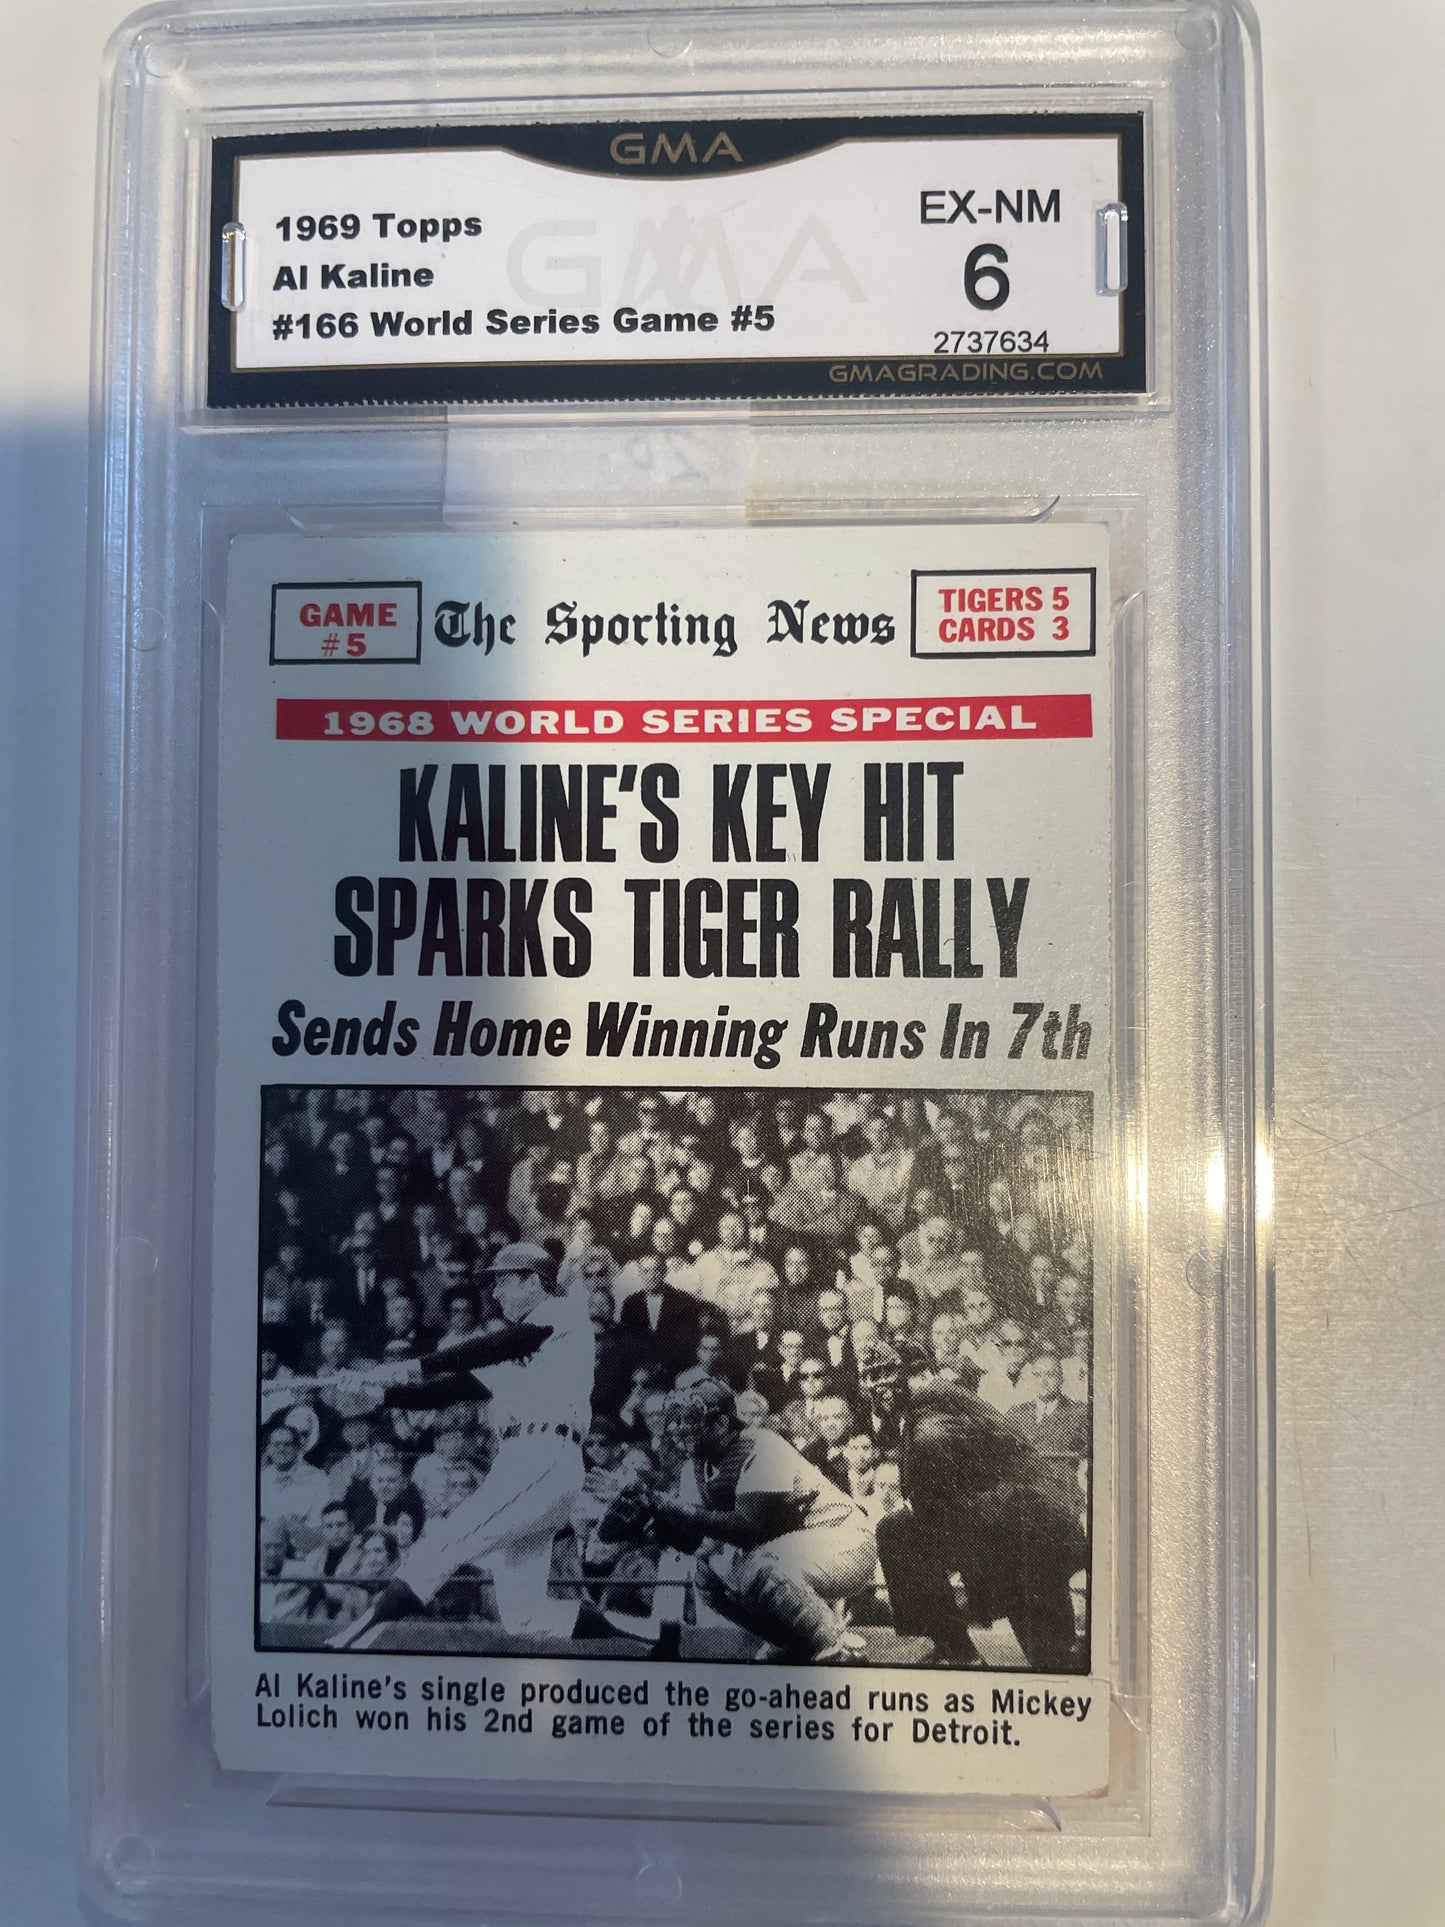 GMA
1969 Topps
Al Kaline
#166 World Series Game #5
GMA
EX-NM
6
2737634
GMAGRADING.COM
GAME
#5
The Sporting News
TIGERS 5
CARDS 3
1968 WORLD SERIES SPECIAL
KALINE'S KEY HIT
SPARKS TIGER RALLY
Sends Home Winning Runs In 7th
Al Kaline's single produced the go-ahead runs as Mickey
Lolich won his 2nd game of the series for Detroit.